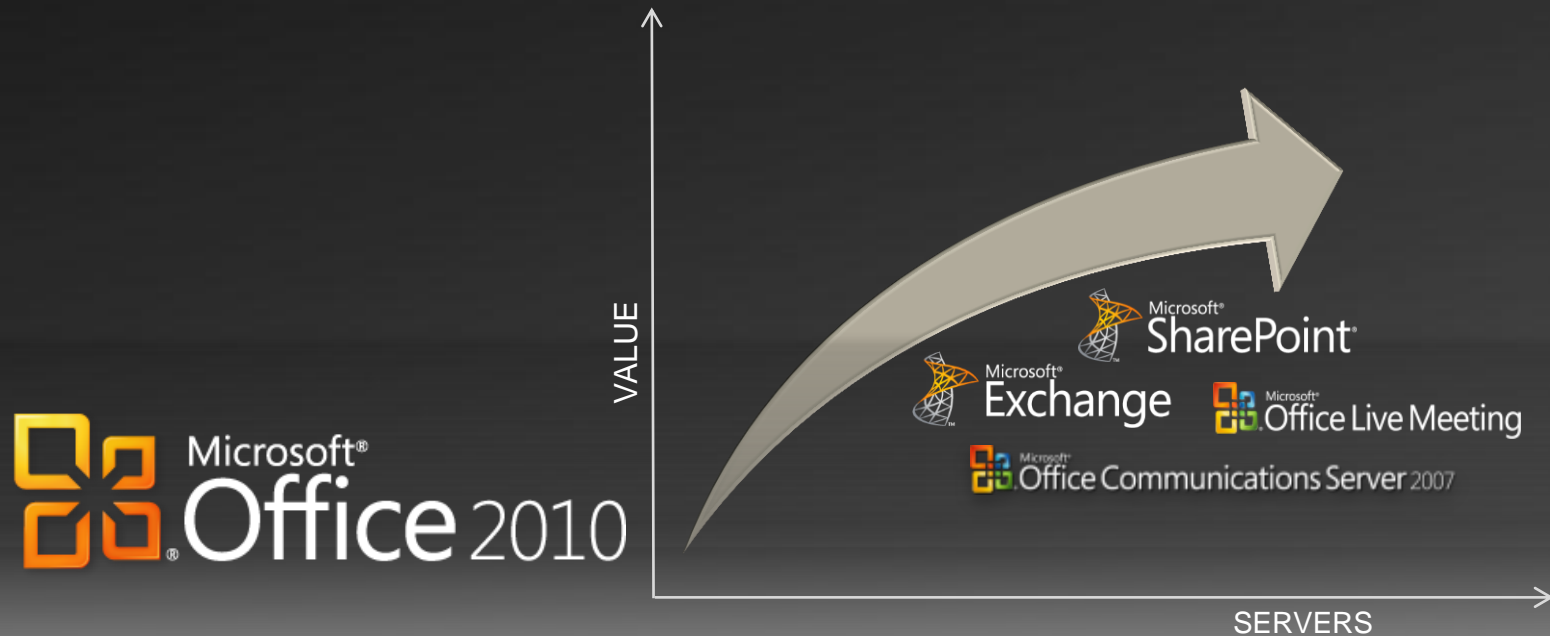 VALUE
Microsoft®
SharePoint®
Microsoft®
Exchange
Microsoft®
Office Live Meeting
Microsoft®
Office Communications Server 2007
Microsoft®
Office 2010
SERVERS